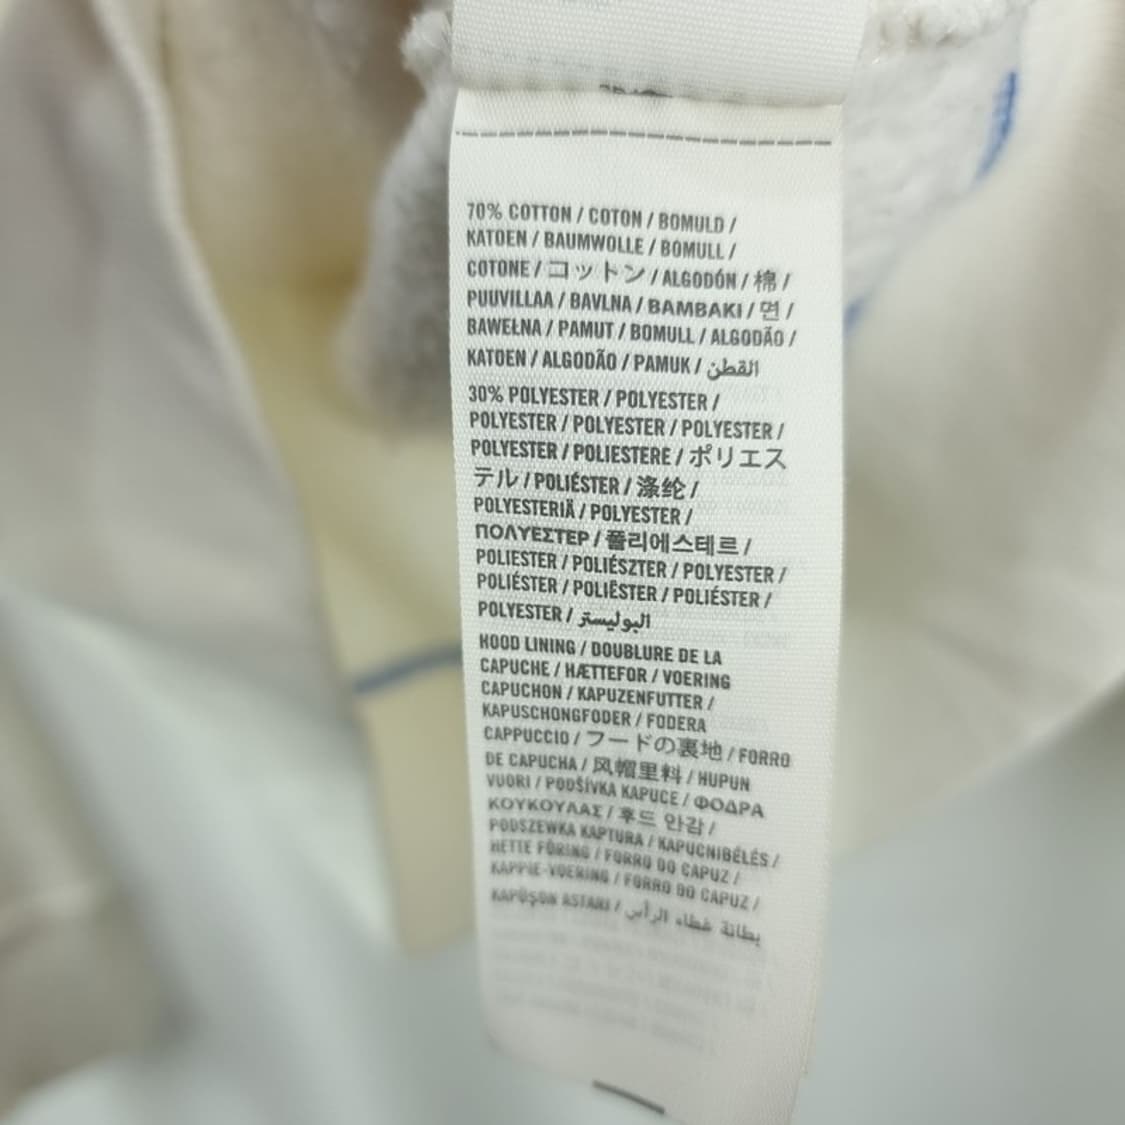 70% COTTON / COTON / BOMULD /
KATOEN / BAUMWOLLE / BOMULL /
COTONE / コットン / ALGODÓN / 棉 /
PUUVILLAA / BAVLNA / BAMBAKI / 면 /
BAWEŁNA / PAMUT / BOMULL / ALGODÃO /
KATOEN / ALGODÃO / PAMUK / القطن
30% POLYESTER / POLYESTER /
POLYESTER / POLYESTER / POLYESTER /
POLYESTER / POLIESTERE / ポリエス
テル / POLIÉSTER / 涤纶 /
POLYESTERIÄ / POLYESTER /
ΠΟΛΥΕΣΤΕΡ / 폴리에스테르 /
POLIESTER / POLIÉSZTER / POLYESTER /
POLIÉSTER / POLIËSTER / POLIÉSTER /
POLYESTER / البوليستر
HOOD LINING / DOUBLURE DE LA
CAPUCHE / HÆTTEFOR / VOERING
CAPUCHON / KAPUZENFUTTER /
KAPUSCHONGFODER / FODERA
CAPPUCCIO / フードの裏地 / FORRO
DE CAPUCHA / 风帽里料 / HUPUN
VUORI / PODŠÍVKA KAPUCE / ΦΟΔΡΑ
ΚΟΥΚΟΥΛΑΣ / 후드 안감 /
PODSZEWKA KAPTURA / KAPUCNIBÉLÉS /
HETTE FÔRING / FORRO DO CAPUZ /
KAPPIE-VOERING / FORRO DO CAPUZ /
KAPÜŞON ASTARI / بطانة غطاء الرأس